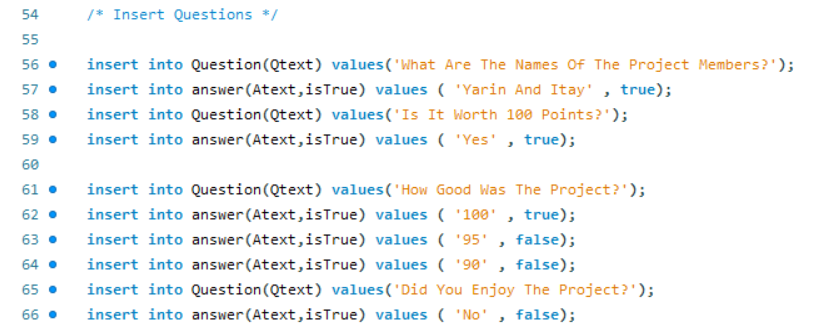 54 /* Insert Questions */
55
56 insert into Question(Qtext) values('What Are The Names Of The Project Members?');
57 insert into answer(Atext,isTrue) values ( 'Yarin And Itay' , true);
58 insert into Question(Qtext) values('Is It Worth 100 Points?');
59 insert into answer(Atext,isTrue) values ( 'Yes' , true);
60
61 insert into Question(Qtext) values('How Good Was The Project?');
62 insert into answer(Atext,isTrue) values ( '100' , true);
63 insert into answer(Atext,isTrue) values ( '95' , false);
64 insert into answer(Atext,isTrue) values ( '90' , false);
65 insert into Question(Qtext) values('Did You Enjoy The Project?');
66 insert into answer(Atext,isTrue) values ( 'No' , false);